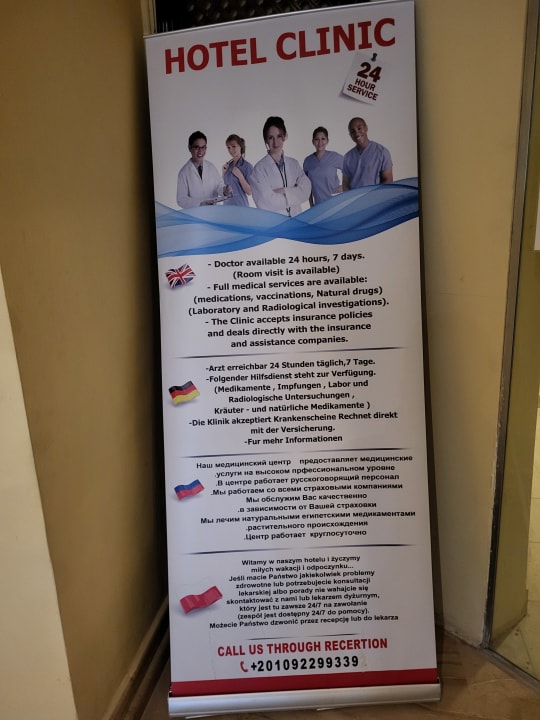 HOTEL CLINIC
24
HOUR
SERVICE
- Doctor available 24 hours, 7 days.
(Room visit is available)
- Full medical services are available:
(medications, vaccinations, Natural drugs)
(Laboratory and Radiological investigations).
- The Clinic accepts insurance policies
and deals directly with the insurance
and assistance companies.
-Arzt erreichbar 24 Stunden täglich,7 Tage.
-Folgender Hilfsdienst steht zur Verfügung.
(Medikamente , Impfungen , Labor und
Radiologische Untersuchungen ,
Kräuter - und natürliche Medikamente )
-Die Klinik akzeptiert Krankenscheine Rechnet direkt
mit der Versicherung.
-Fur mehr Informationen
Наш медицинский центр предоставляет медицинские
.услуги на высоком прфессиональном уровне
.В центре работает русскоговорящий персонал
.Мы работаем со всеми страховыми компаниями
Мы обслужим Вас качественно
.в зависимости от Вашей страховки
Мы лечим натуральными египетскими медикаментами
.растительного происхождения
.Центр работает круглосуточно
Witamy w naszym hotelu i życzymy
miłych wakacji i odpoczynku...
Jeśli macie Państwo jakiekolwiek problemy
zdrowotne lub potrzebujecie konsultacji
lekarskiej albo porady nie wahajcie się
skontaktować z nami lub lekarzem dyżurnym,
który jest tu zawsze 24/7 na zawołanie
(zespół jest dostępny 24/7 do pomocy).
Możecie Państwo dzwonić przez recepcję lub do lekarza
CALL US THROUGH RECERTION
+201092299339